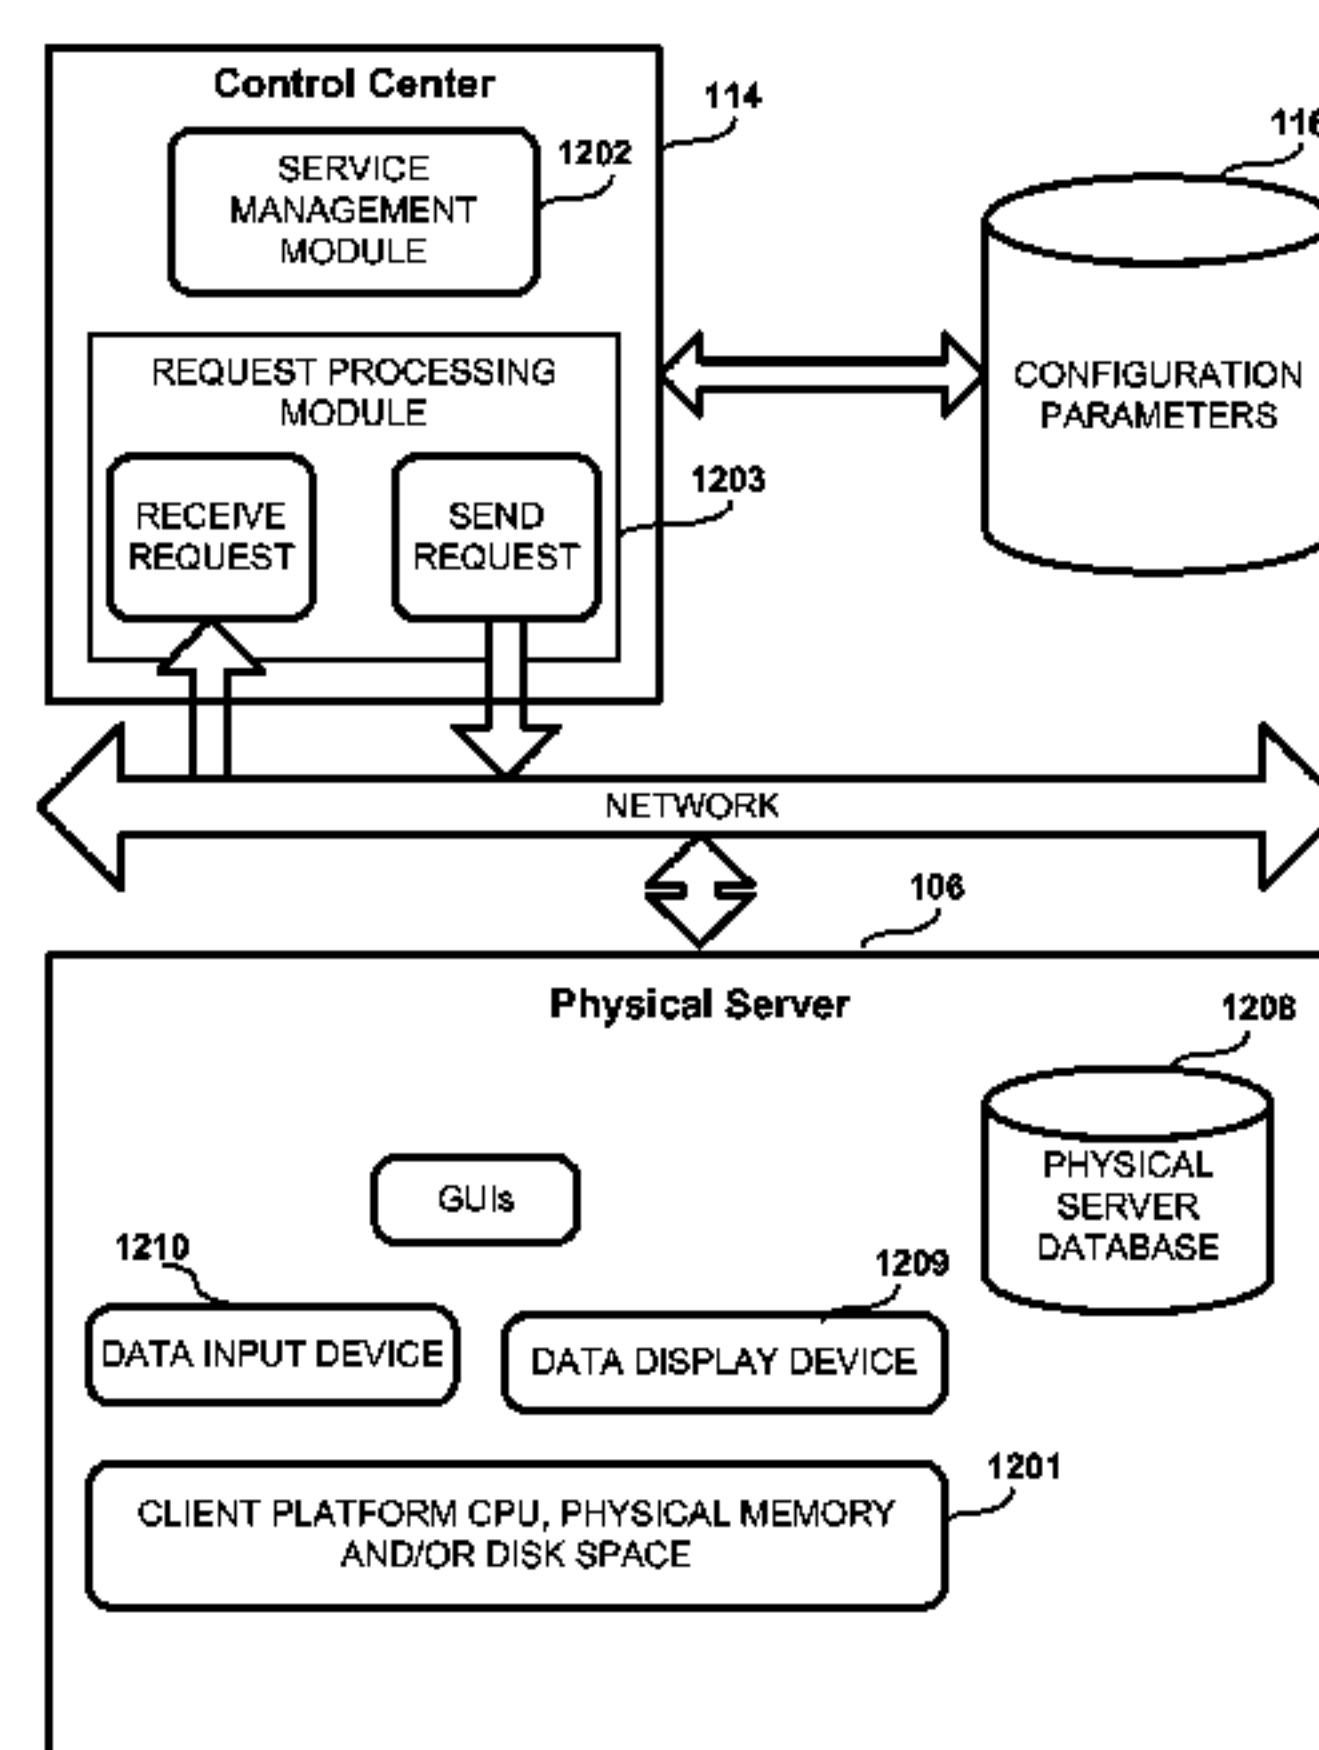 Control Center
114
116
SERVICE
MANAGEMENT
MODULE
1202
REQUEST PROCESSING
MODULE
CONFIGURATION
PARAMETERS
1203
RECEIVE
REQUEST
SEND
REQUEST
NETWORK
106
Physical Server
1208
PHYSICAL
SERVER
DATABASE
GUIs
1210
1209
DATA INPUT DEVICE
DATA DISPLAY DEVICE
1201
CLIENT PLATFORM CPU, PHYSICAL MEMORY
AND/OR DISK SPACE